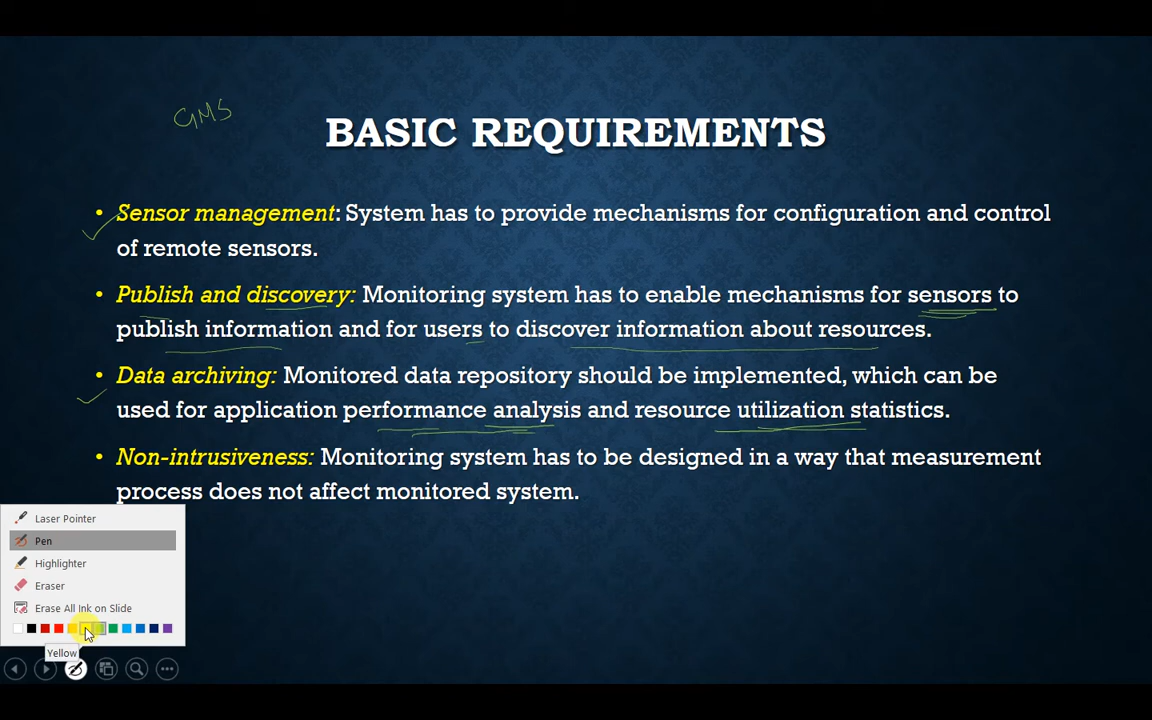 GMS
BASIC REQUIREMENTS
• Sensor management: System has to provide mechanisms for configuration and control
of remote sensors.
• Publish and discovery: Monitoring system has to enable mechanisms for sensors to
publish information and for users to discover information about resources.
• Data archiving: Monitored data repository should be implemented, which can be
used for application performance analysis and resource utilization statistics.
• Non-intrusiveness: Monitoring system has to be designed in a way that measurement
process does not affect monitored system.
Laser Pointer
Pen
Highlighter
Eraser
Erase All Ink on Slide
Yellow